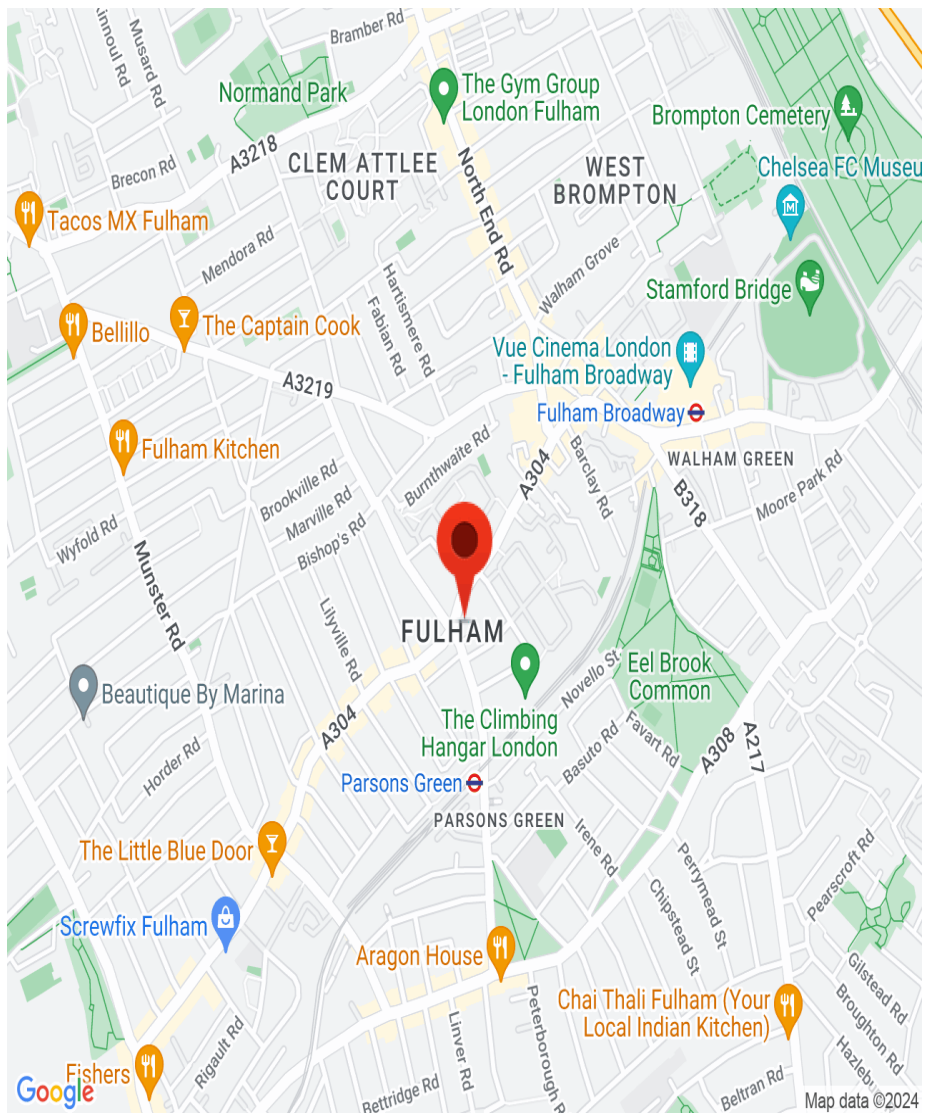 Bramber Rd
Kinnoul Rd
Musard Rd
Normand Park
The Gym Group
London Fulham
Brompton Cemetery
A3218
CLEM ATTLEE
COURT
North End Rd
WEST
BROMPTON
Chelsea FC Museu
Brecon Rd
Tacos MX Fulham
Mendora Rd
Hartismere Rd
Fabian Rd
Walham Grove
Stamford Bridge
Bellillo
The Captain Cook
Vue Cinema London
- Fulham Broadway
A3219
Fulham Broadway
Fulham Kitchen
Burnthwaite Rd
A304
Barclay Rd
WALHAM GREEN
B318
Moore Park Rd
Brookville Rd
Marville Rd
Bishop's Rd
Wyfold Rd
Munster Rd
Lilyville Rd
FULHAM
Novello St
Eel Brook
Common
Beautique By Marina
The Climbing
Hangar London
A304
Favart Rd
Basuto Rd
A308
A217
Horder Rd
Parsons Green
PARSONS GREEN
Irene Rd
The Little Blue Door
Perrymead St
Pearscroft Rd
Chipstead St
Screwfix Fulham
Aragon House
Gilstead Rd
Broughton Rd
Chai Thali Fulham (Your
Local Indian Kitchen)
Peterborough R
Linver Rd
Rigault Rd
Hazlebu
Fishers
Beltran Rd
Bettridge Rd
Google
Map data ©2024